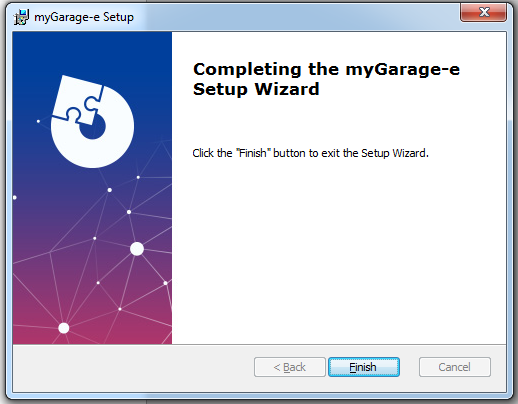 myGarage-e Setup
Completing the myGarage-e
Setup Wizard
Click the "Finish" button to exit the Setup Wizard.
< Back
Finish
Cancel